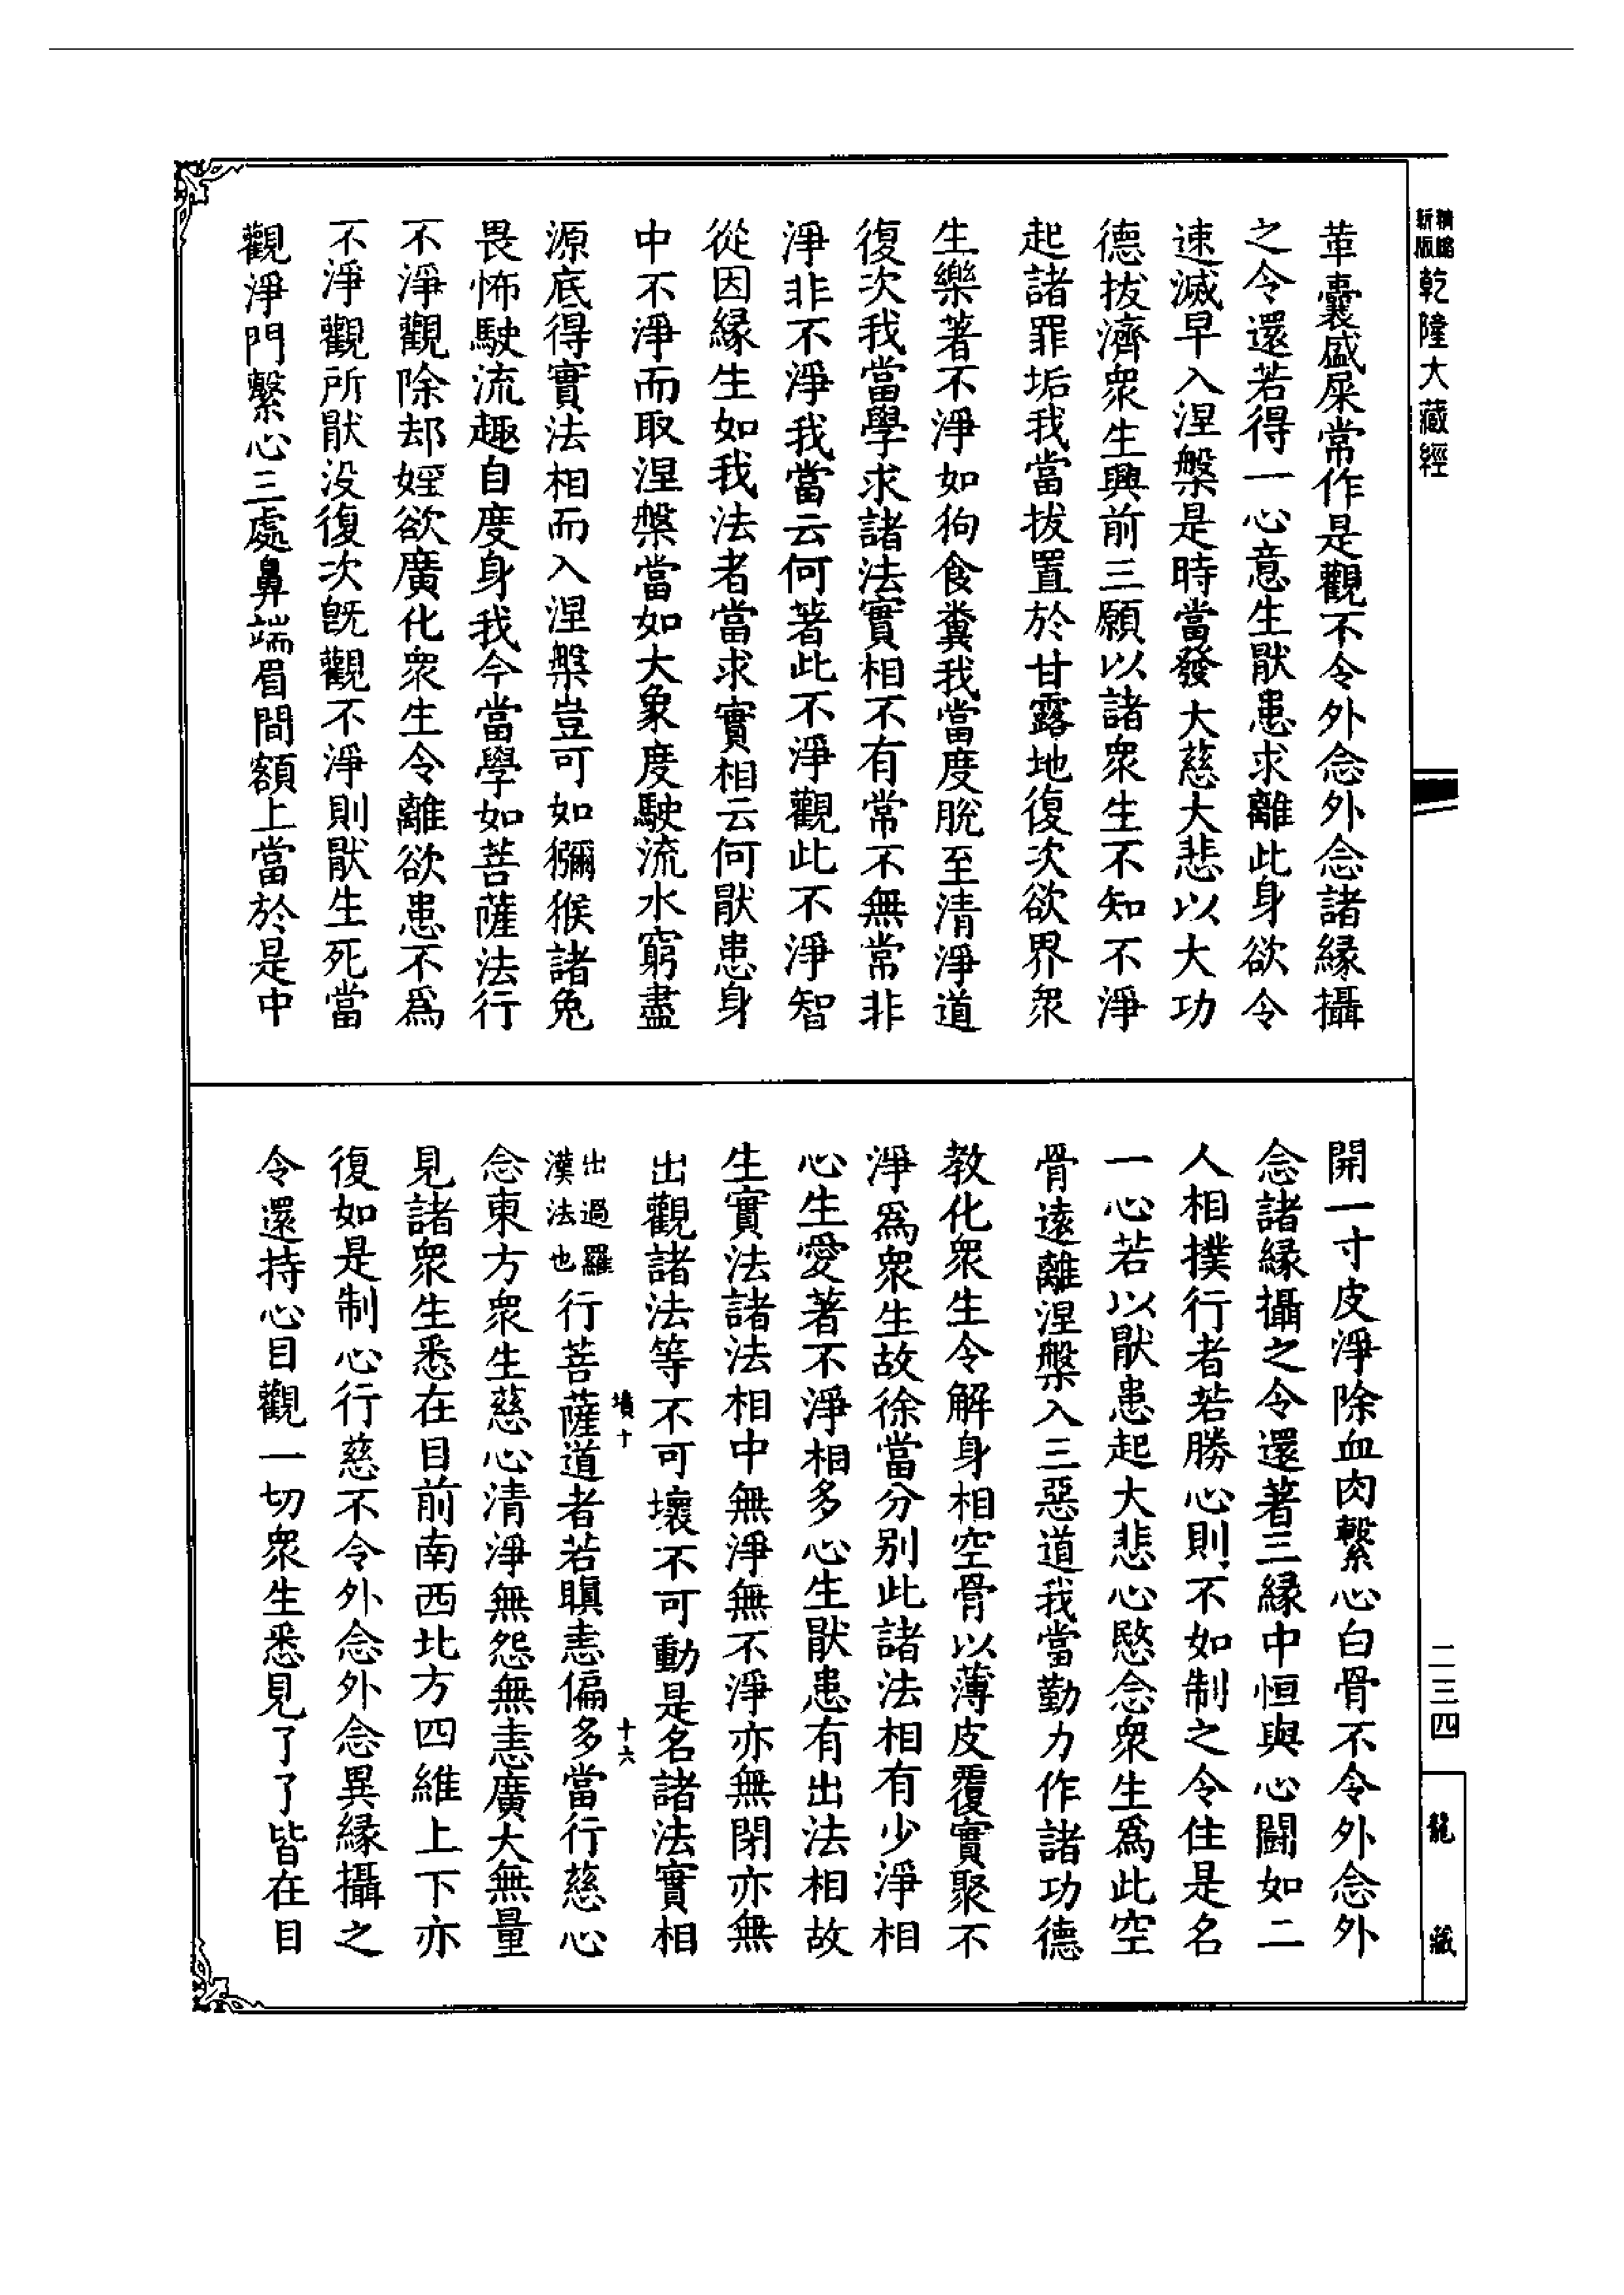 精縮新版乾隆大藏經
革囊盛屎常作是觀不令外念外念諸緣攝
之令還若得一心意生厭患求離此身欲令
速滅早入涅槃是時當發大慈大悲以大功
德拔濟衆生興前三願以諸衆生不知不淨
起諸罪垢我當拔置於甘露地復次欲界衆
生樂著不淨如狗食糞我當度脫至清淨道
復次我當學求諸法實相不有常不無常非
淨非不淨我當云何著此不淨觀此不淨智
從因緣生如我法者當求實相云何厭患身
中不淨而取涅槃當如大象度駛流水窮盡
源底得實法相而入涅槃豈可如獼猴諸兔
畏怖駛流趣自度身我今當學如菩薩法行
不淨觀除却婬欲廣化衆生令離欲患不爲
不淨觀所厭没復次旣觀不淨則厭生死當
觀淨門繫心三處鼻端眉間額上當於是中
開一寸皮淨除血肉繫心白骨不令外念外
念諸緣攝之令還著三緣中恒與心鬪如二
人相撲行者若勝心則不如制之令住是名
一心若以厭患起大悲心愍念衆生爲此空
骨遠離涅槃入三惡道我當勤力作諸功德
教化衆生令解身相空骨以薄皮覆實聚不
淨爲衆生故徐當分別此諸法相有少淨相
心生愛著不淨相多心生厭患有出法相故
生實法諸法相中無淨無不淨亦無閉亦無
出觀諸法等不可壞不可動是名諸法實相
墳十 十六
出過羅漢法也行菩薩道者若瞋恚偏多當行慈心
念東方衆生慈心清淨無怨無恚廣大無量
見諸衆生悉在目前南西北方四維上下亦
復如是制心行慈不令外念外念異緣攝之
令還持心目觀一切衆生悉見了了皆在目
二三四
龍藏